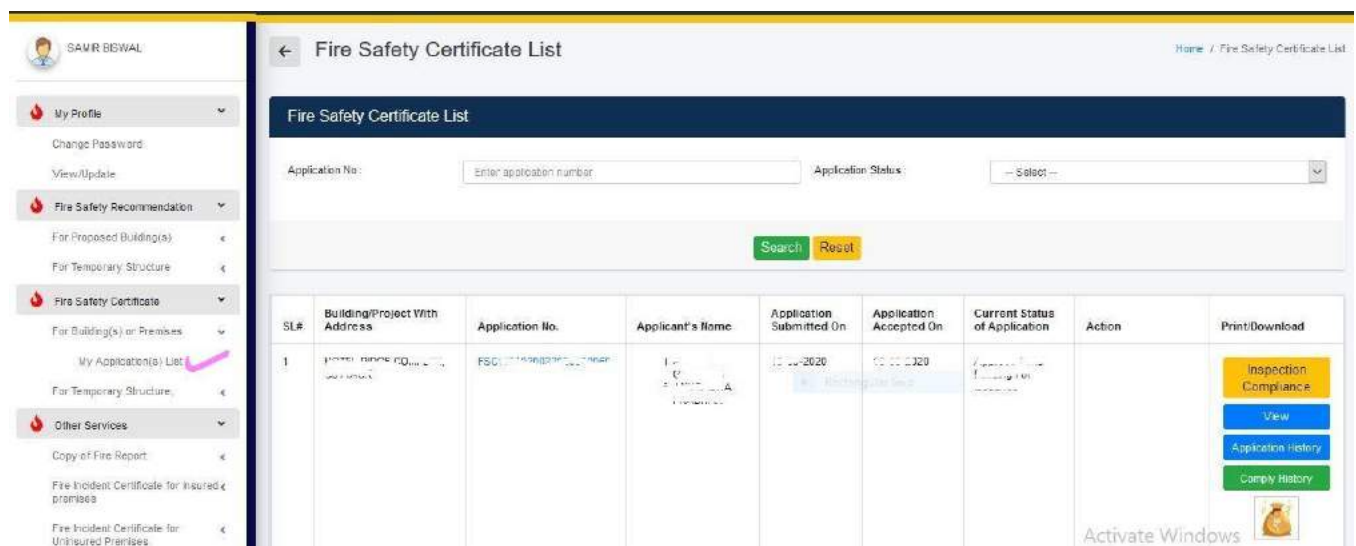 SAMIR BISWAL
Fire Safety Certificate List
Home / Fire Safety Certificate List
My Profile
Change Password
View/Update
Fire Safety Recommendation
For Proposed Building(s)
For Temporary Structure
Fire Safety Certificate
For Building(s) or Premises
My Application(s) List
For Temporary Structure
Other Services
Copy of Fire Report
Fire Incident Certificate for Insured
premises
Fire Incident Certificate for
Uninsured Premises
Fire Safety Certificate List
Application No :
Enter application number
Application Status :
-- Select --
Search
Reset
SL#
Building/Project With
Address
Application No.
Applicant's Name
Application
Submitted On
Application
Accepted On
Current Status
of Application
Action
Print/Download
1
Inspection
Compliance
View
Application History
Comply History
Rectangular Snip
Activate Windows